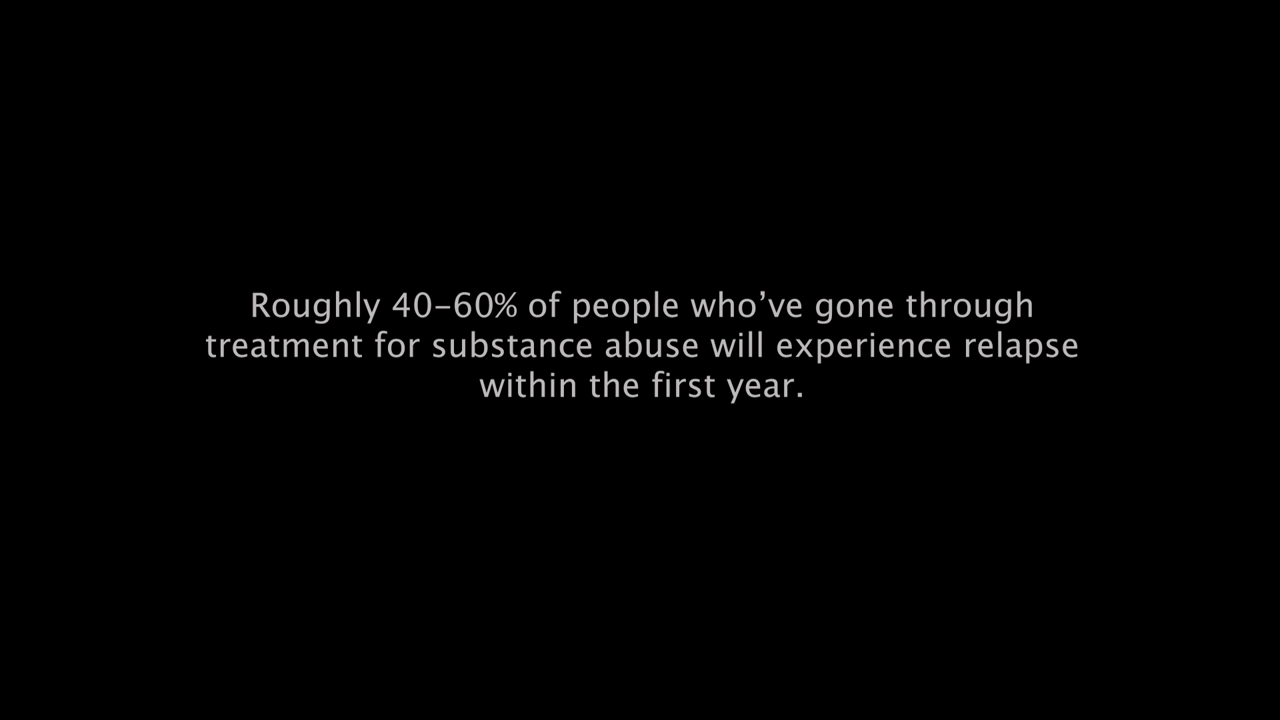 Roughly 40–60% of people who’ve gone through
treatment for substance abuse will experience relapse
within the first year.